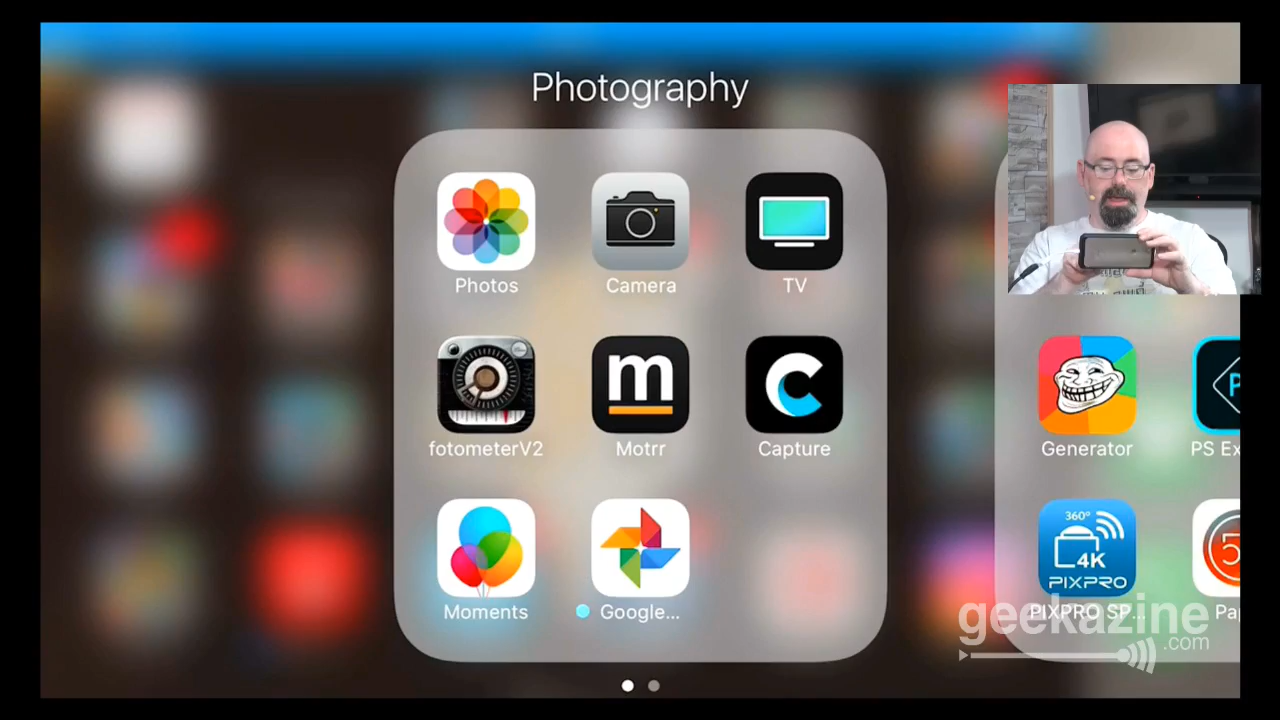 Photography
Photos
Camera
TV
fotometerV2
m
Motrr
Capture
Generator
PS Ex
Moments
Google...
360°
4K
PIXPRO
PIXPRO SP...
Pa
geekazine
.com